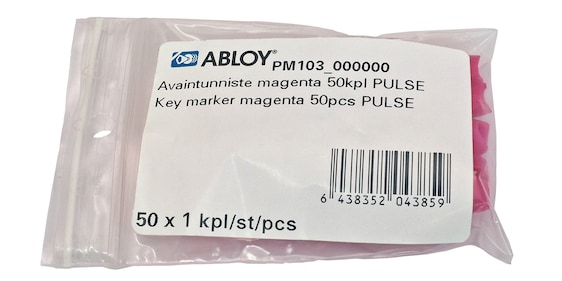 ABLOY® PM103_000000
Avaintunniste magenta 50kpl PULSE
Key marker magenta 50pcs PULSE
6 438352 043859
50 x 1 kpl/st/pcs